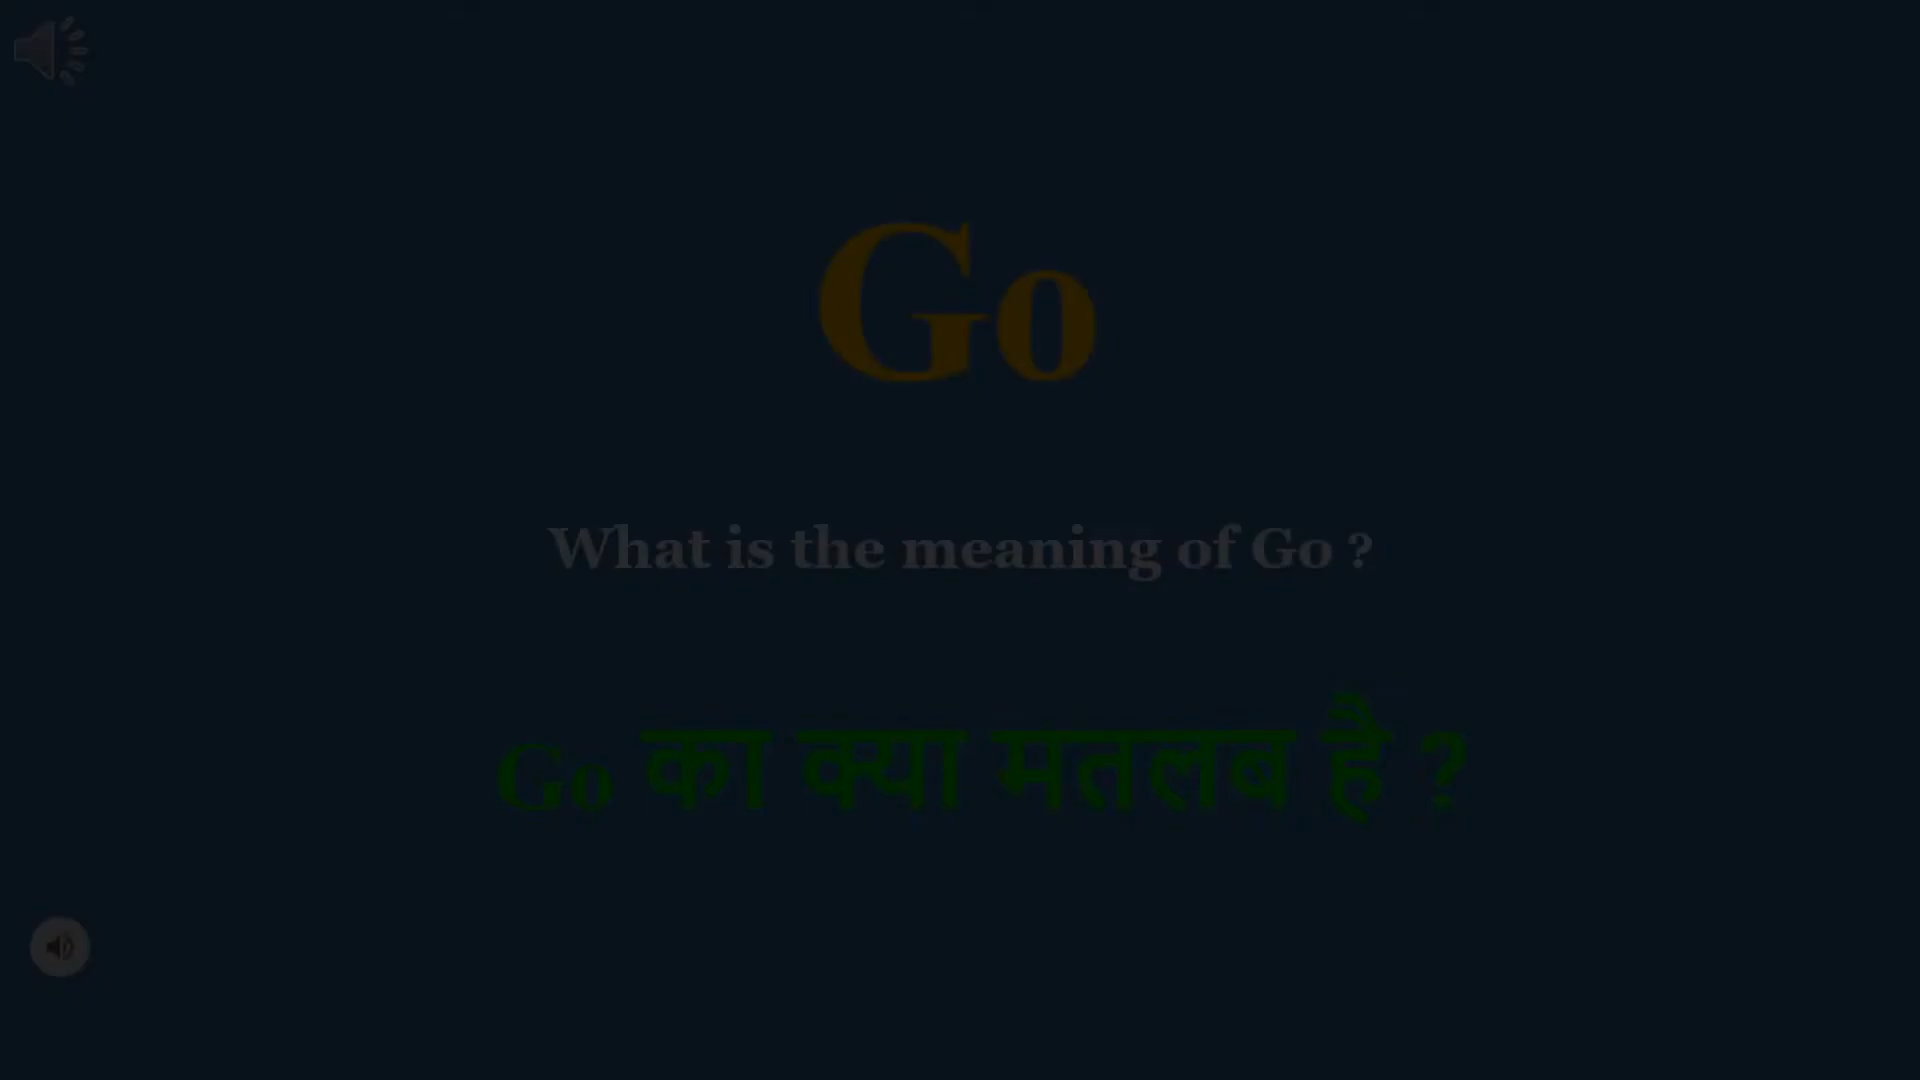 Go
What is the meaning of Go ?
Go का क्या मतलब है ?